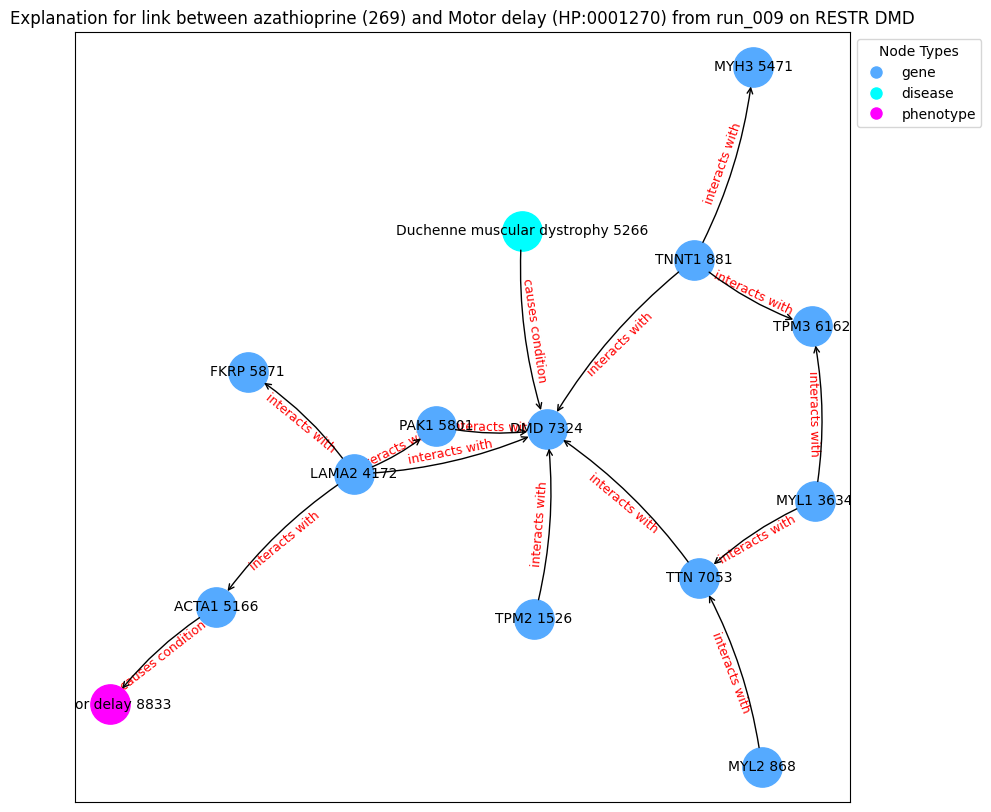 Explanation for link between azathioprine (269) and Motor delay (HP:0001270) from run_009 on RESTR DMD
Node Types
gene
disease
phenotype
MYH3 5471
interacts with
Duchenne muscular dystrophy 5266
TNNT1 881
interacts with
causes condition
TPM3 6162
interacts with
FKRP 5871
interacts with
interacts with
PAK1 5801
interacts with
DMD 7324
interacts with
interacts with
LAMA2 4172
MYL1 3634
interacts with
interacts with
interacts with
interacts with
TTN 7053
ACTA1 5166
TPM2 1526
causes condition
interacts with
or delay 8833
MYL2 868